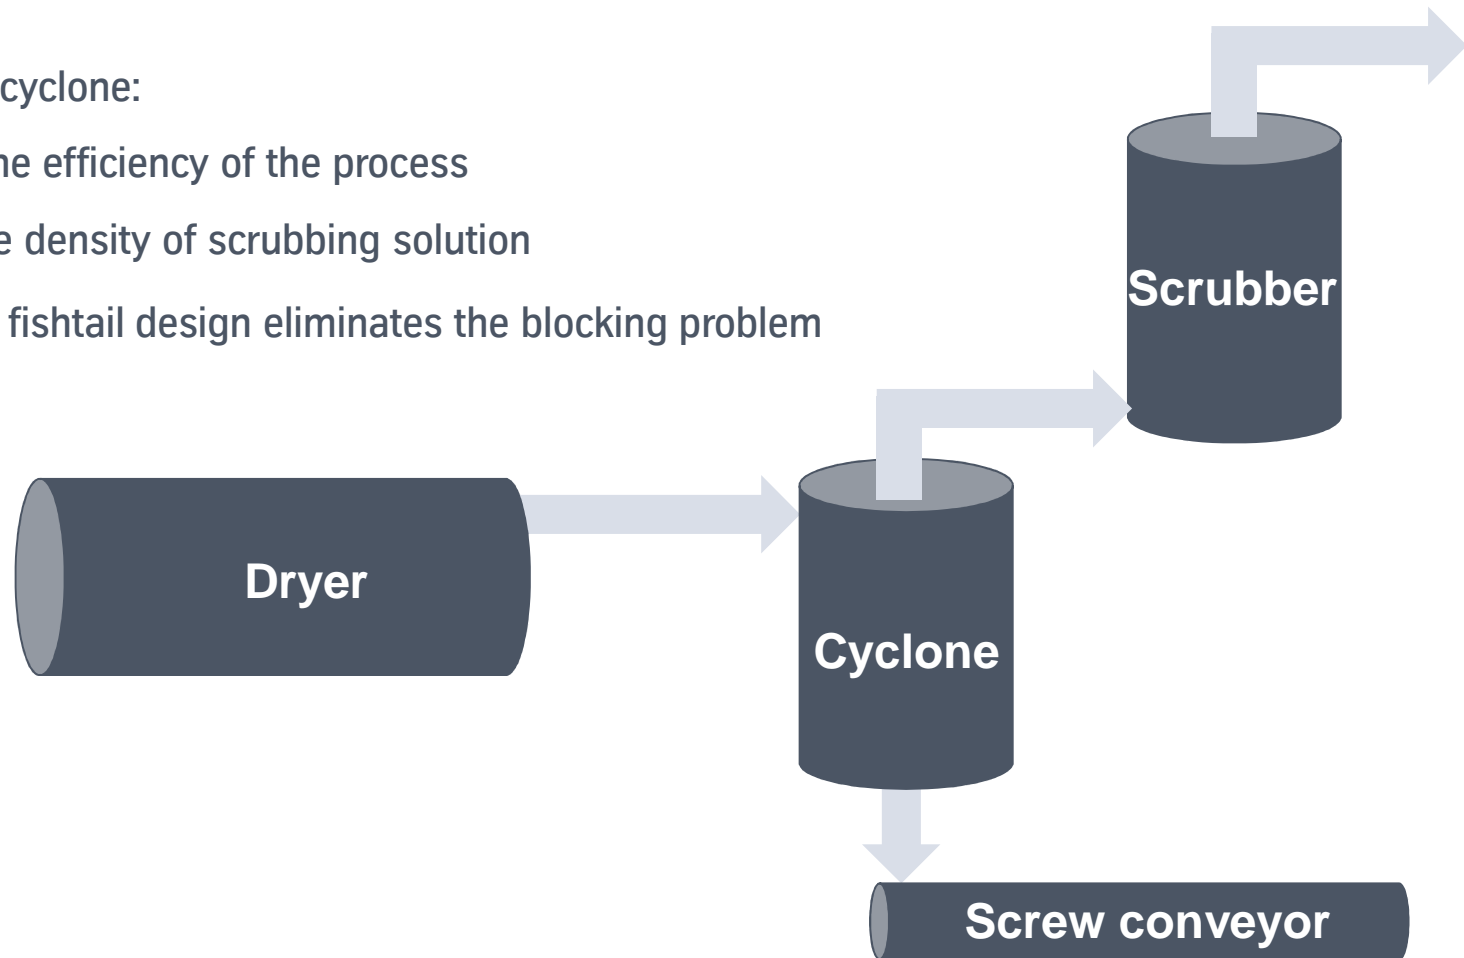 cyclone:
he efficiency of the process
e density of scrubbing solution
fishtail design eliminates the blocking problem
Scrubber
Dryer
Cyclone
Screw conveyor